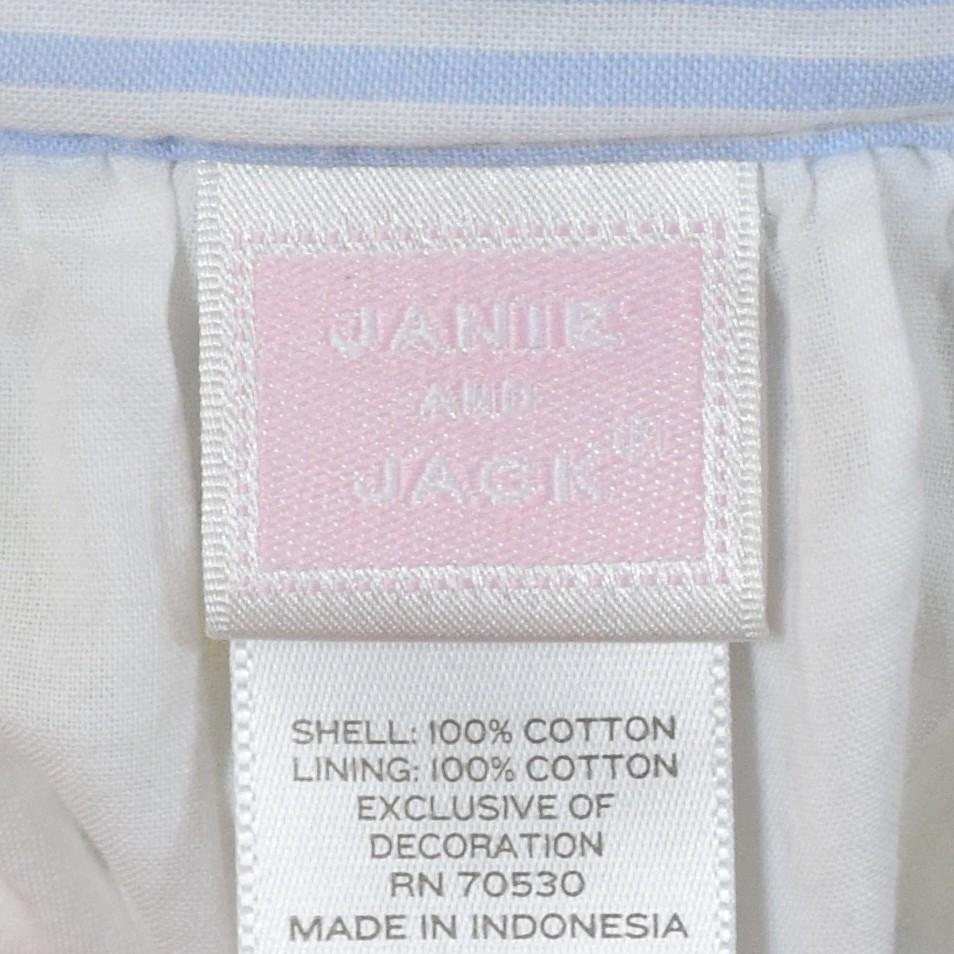 JANIE
AND
JACK®
SHELL: 100% COTTON
LINING: 100% COTTON
EXCLUSIVE OF
DECORATION
RN 70530
MADE IN INDONESIA